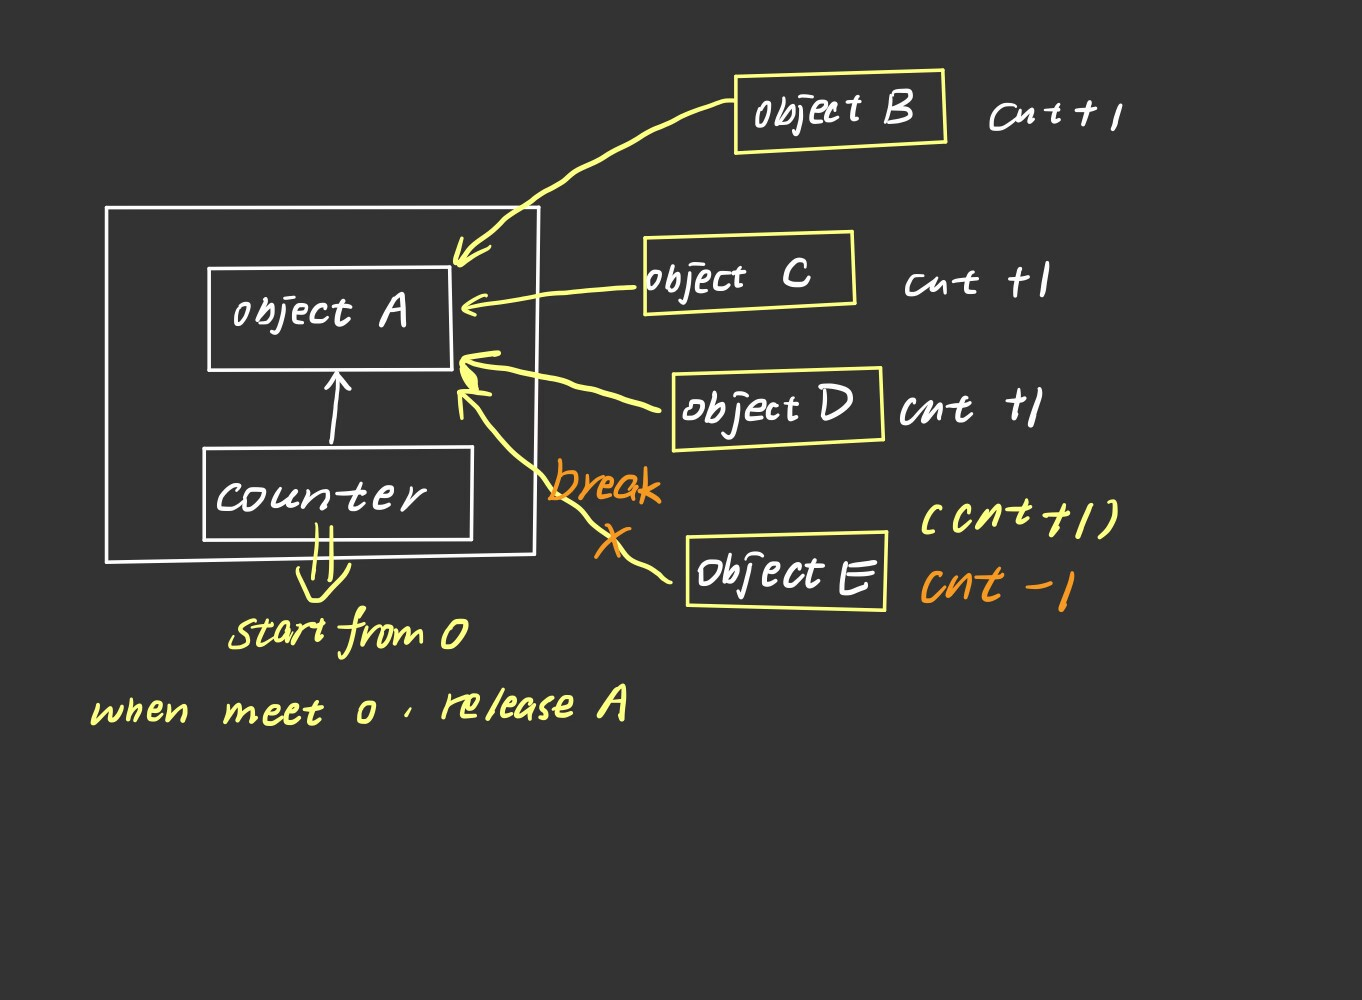 object B
cnt +1
object C
cnt +1
object A
object D
cnt +1
break
x
counter
(cnt +1)
object E
cnt -1
start from 0
when meet 0 , release A